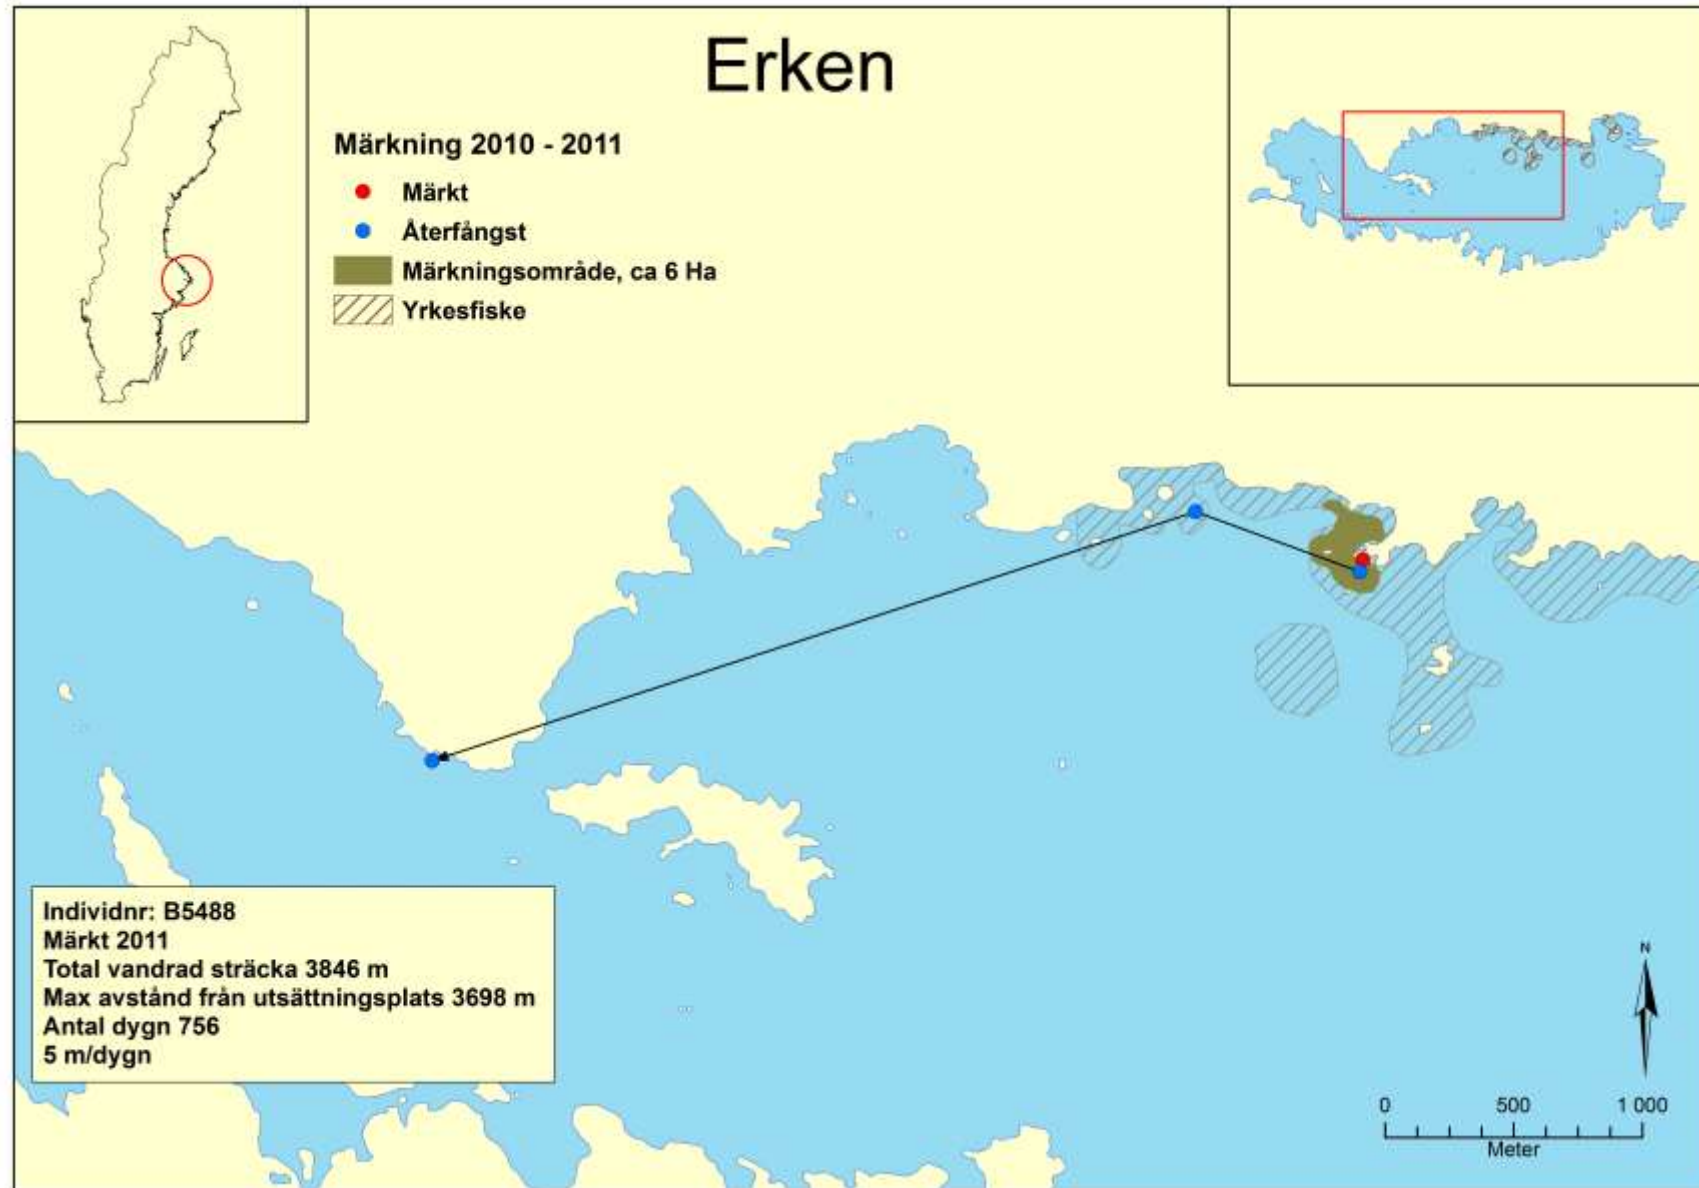 Erken
Märkning 2010 - 2011
Märkt
Återfångst
Märkningsområde, ca 6 Ha
Yrkesfiske
Individnr: B5488
Märkt 2011
Total vandrad sträcka 3846 m
Max avstånd från utsättningsplats 3698 m
Antal dygn 756
5 m/dygn
N
0 500 1 000
Meter